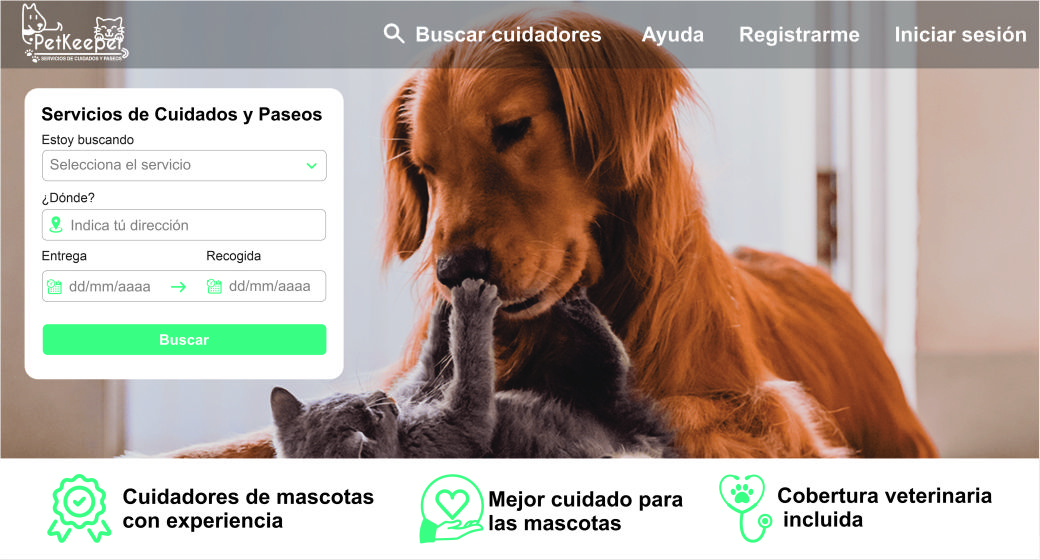 PetKeeper
SERVICIOS DE CUIDADOS Y PASEOS
Buscar cuidadores
Ayuda
Registrarme
Iniciar sesión
Servicios de Cuidados y Paseos
Estoy buscando
Selecciona el servicio
¿Dónde?
Indica tú dirección
Entrega
Recogida
dd/mm/aaaa
dd/mm/aaaa
Buscar
Cuidadores de mascotas
con experiencia
Mejor cuidado para
las mascotas
Cobertura veterinaria
incluida